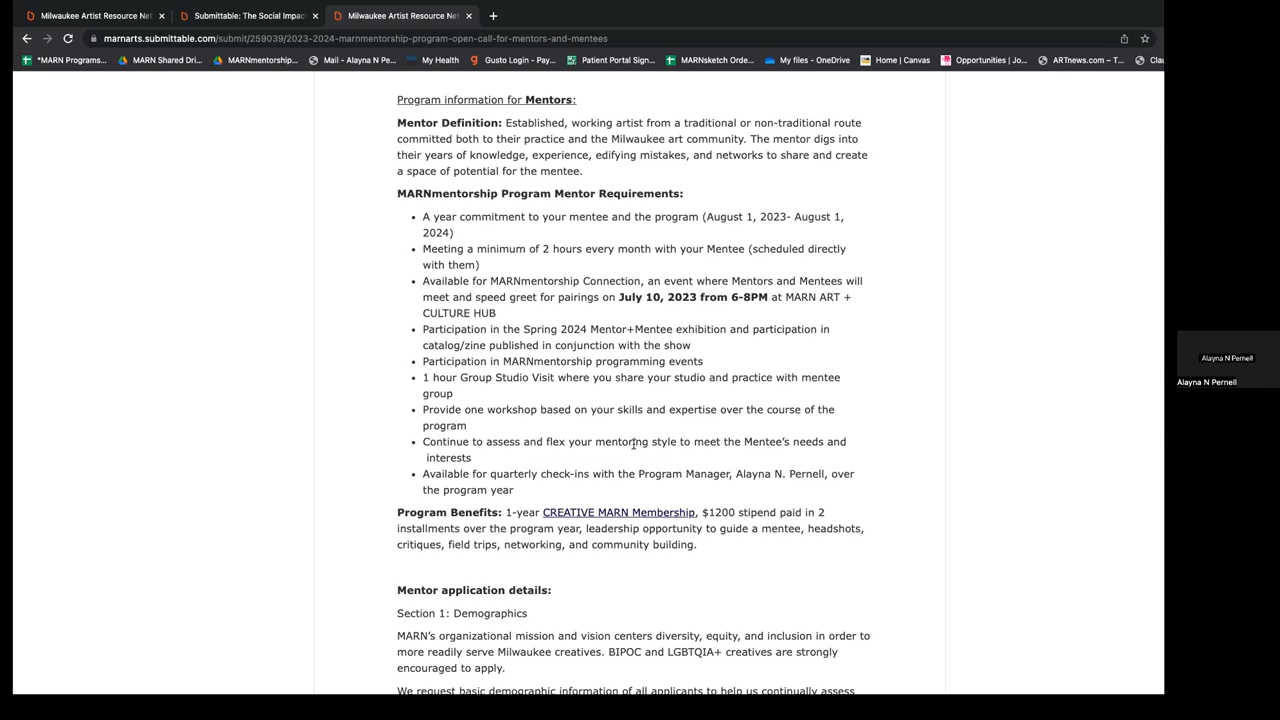 Milwaukee Artist Resource Net
Submittable: The Social Impac
Milwaukee Artist Resource Net
marnarts.submittable.com/submit/259039/2023-2024-marnmentorship-program-open-call-for-mentors-and-mentees
*MARN Programs...
MARN Shared Dri...
MARNmentorship...
Mail - Alayna N Pe...
My Health
Gusto Login - Pay...
Patient Portal Sign...
MARNsketch Orde...
My files - OneDrive
Home | Canvas
Opportunities | Jo...
ARTnews.com – T...
Clau
Program information for Mentors:
Mentor Definition: Established, working artist from a traditional or non-traditional route
committed both to their practice and the Milwaukee art community. The mentor digs into
their years of knowledge, experience, edifying mistakes, and networks to share and create
a space of potential for the mentee.
MARNmentorship Program Mentor Requirements:
• A year commitment to your mentee and the program (August 1, 2023- August 1,
2024)
• Meeting a minimum of 2 hours every month with your Mentee (scheduled directly
with them)
• Available for MARNmentorship Connection, an event where Mentors and Mentees will
meet and speed greet for pairings on July 10, 2023 from 6-8PM at MARN ART +
CULTURE HUB
• Participation in the Spring 2024 Mentor+Mentee exhibition and participation in
catalog/zine published in conjunction with the show
• Participation in MARNmentorship programming events
• 1 hour Group Studio Visit where you share your studio and practice with mentee
group
• Provide one workshop based on your skills and expertise over the course of the
program
• Continue to assess and flex your mentoring style to meet the Mentee's needs and
interests
• Available for quarterly check-ins with the Program Manager, Alayna N. Pernell, over
the program year
Program Benefits: 1-year CREATIVE MARN Membership, $1200 stipend paid in 2
installments over the program year, leadership opportunity to guide a mentee, headshots,
critiques, field trips, networking, and community building.
Mentor application details:
Section 1: Demographics
MARN's organizational mission and vision centers diversity, equity, and inclusion in order to
more readily serve Milwaukee creatives. BIPOC and LGBTQIA+ creatives are strongly
encouraged to apply.
We request basic demographic information of all applicants to help us continually assess
Alayna N Pernell
Alayna N Pernell